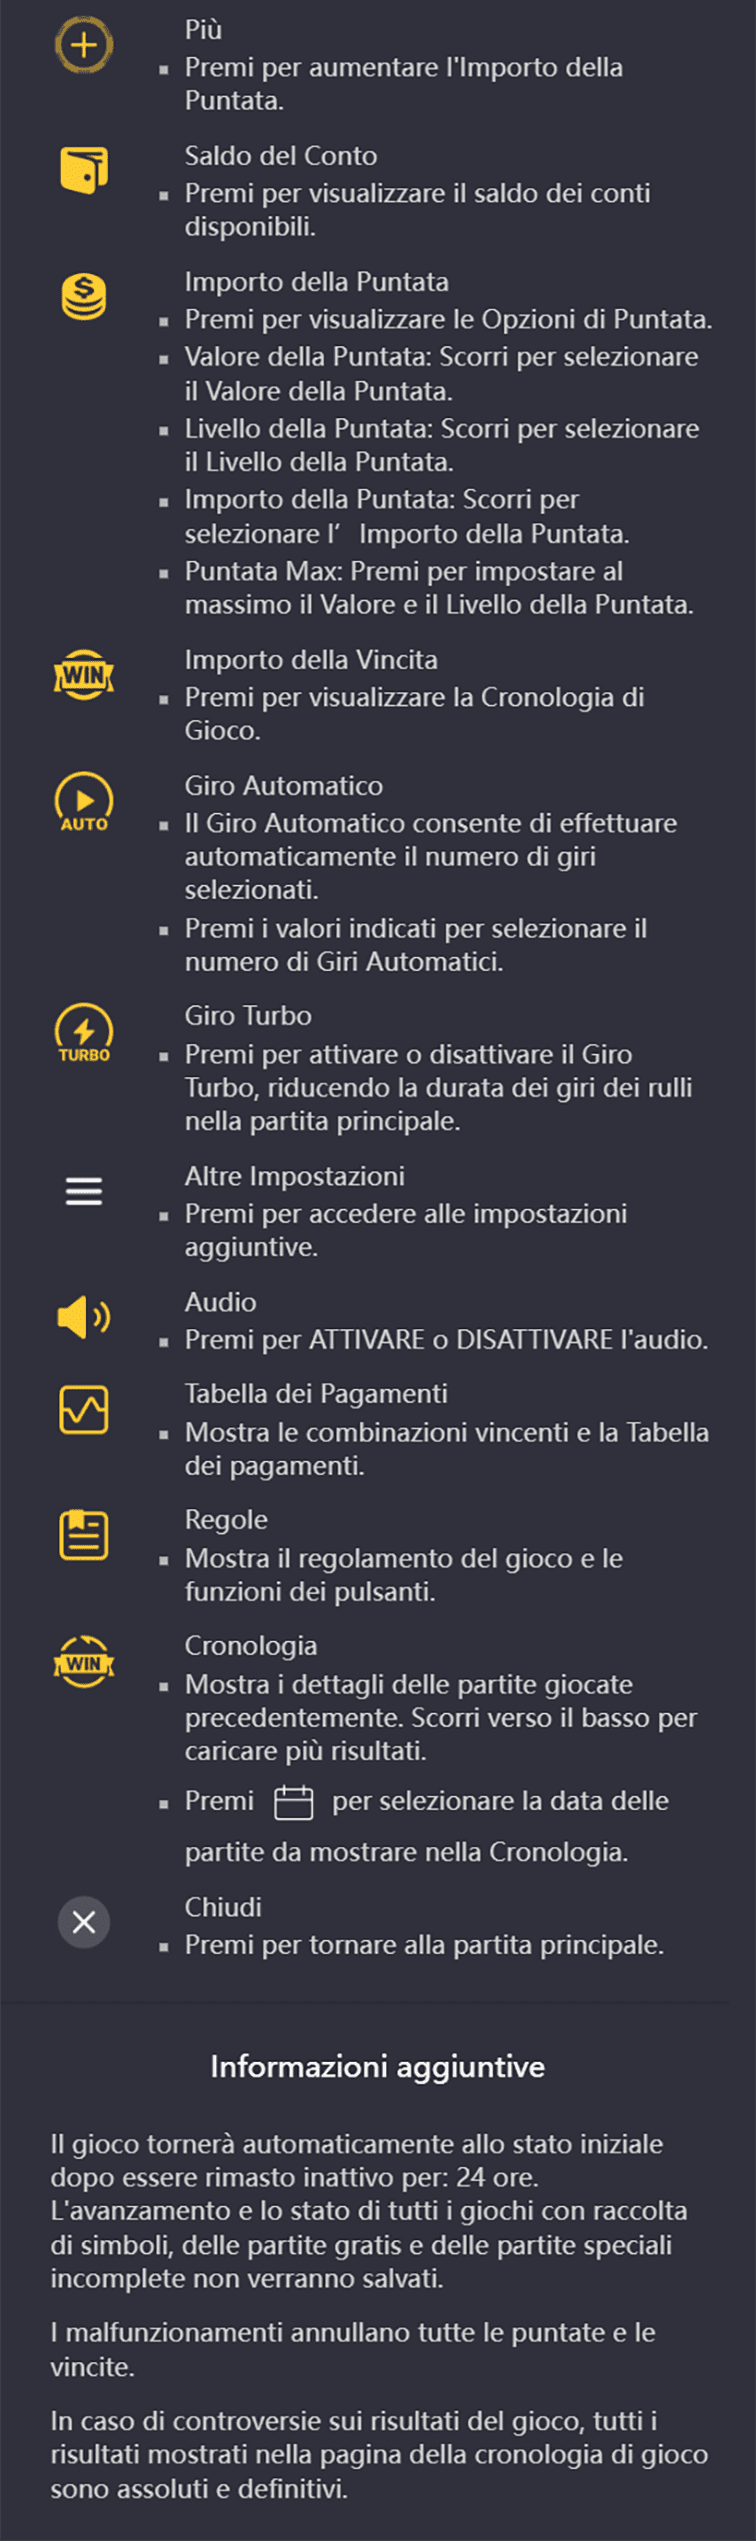 Più
Premi per aumentare l'Importo della
Puntata.
Saldo del Conto
Premi per visualizzare il saldo dei conti
disponibili.
$
Importo della Puntata
Premi per visualizzare le Opzioni di Puntata.
Valore della Puntata: Scorri per selezionare
il Valore della Puntata.
Livello della Puntata: Scorri per selezionare
il Livello della Puntata.
Importo della Puntata: Scorri per
selezionare l’ Importo della Puntata.
Puntata Max: Premi per impostare al
massimo il Valore e il Livello della Puntata.
WIN
Importo della Vincita
Premi per visualizzare la Cronologia di
Gioco.
AUTO
Giro Automatico
Il Giro Automatico consente di effettuare
automaticamente il numero di giri
selezionati.
Premi i valori indicati per selezionare il
numero di Giri Automatici.
TURBO
Giro Turbo
Premi per attivare o disattivare il Giro
Turbo, riducendo la durata dei giri dei rulli
nella partita principale.
Altre Impostazioni
Premi per accedere alle impostazioni
aggiuntive.
Audio
Premi per ATTIVARE o DISATTIVARE l'audio.
Tabella dei Pagamenti
Mostra le combinazioni vincenti e la Tabella
dei pagamenti.
Regole
Mostra il regolamento del gioco e le
funzioni dei pulsanti.
WIN
Cronologia
Mostra i dettagli delle partite giocate
precedentemente. Scorri verso il basso per
caricare più risultati.
Premi per selezionare la data delle
partite da mostrare nella Cronologia.
Chiudi
Premi per tornare alla partita principale.
Informazioni aggiuntive
Il gioco tornerà automaticamente allo stato iniziale
dopo essere rimasto inattivo per: 24 ore.
L'avanzamento e lo stato di tutti i giochi con raccolta
di simboli, delle partite gratis e delle partite speciali
incomplete non verranno salvati.
I malfunzionamenti annullano tutte le puntate e le
vincite.
In caso di controversie sui risultati del gioco, tutti i
risultati mostrati nella pagina della cronologia di gioco
sono assoluti e definitivi.